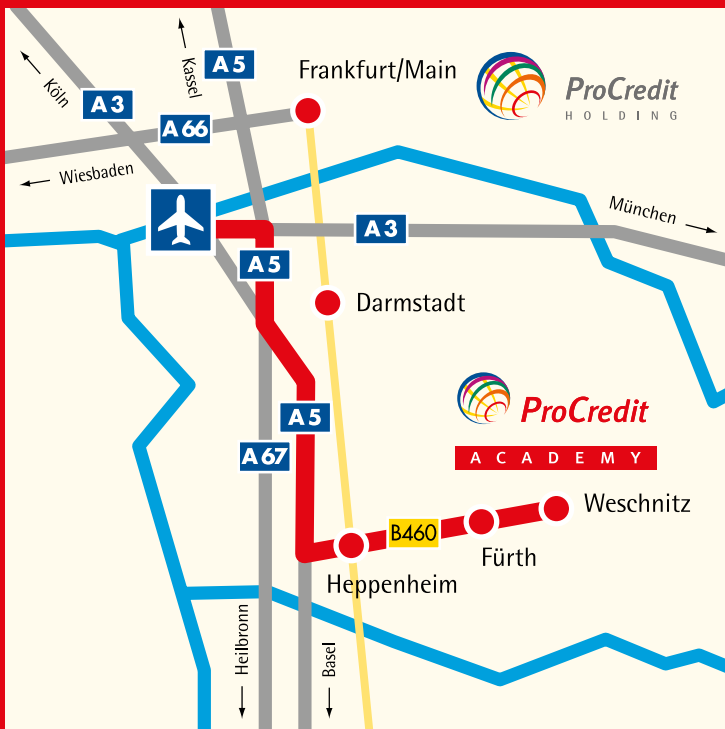 Köln
Kassel
A5
Frankfurt/Main
ProCredit
HOLDING
A3
A66
Wiesbaden
München
A3
A5
Darmstadt
ProCredit
ACADEMY
A5
A67
Weschnitz
B460
Fürth
Heppenheim
Heilbronn
Basel